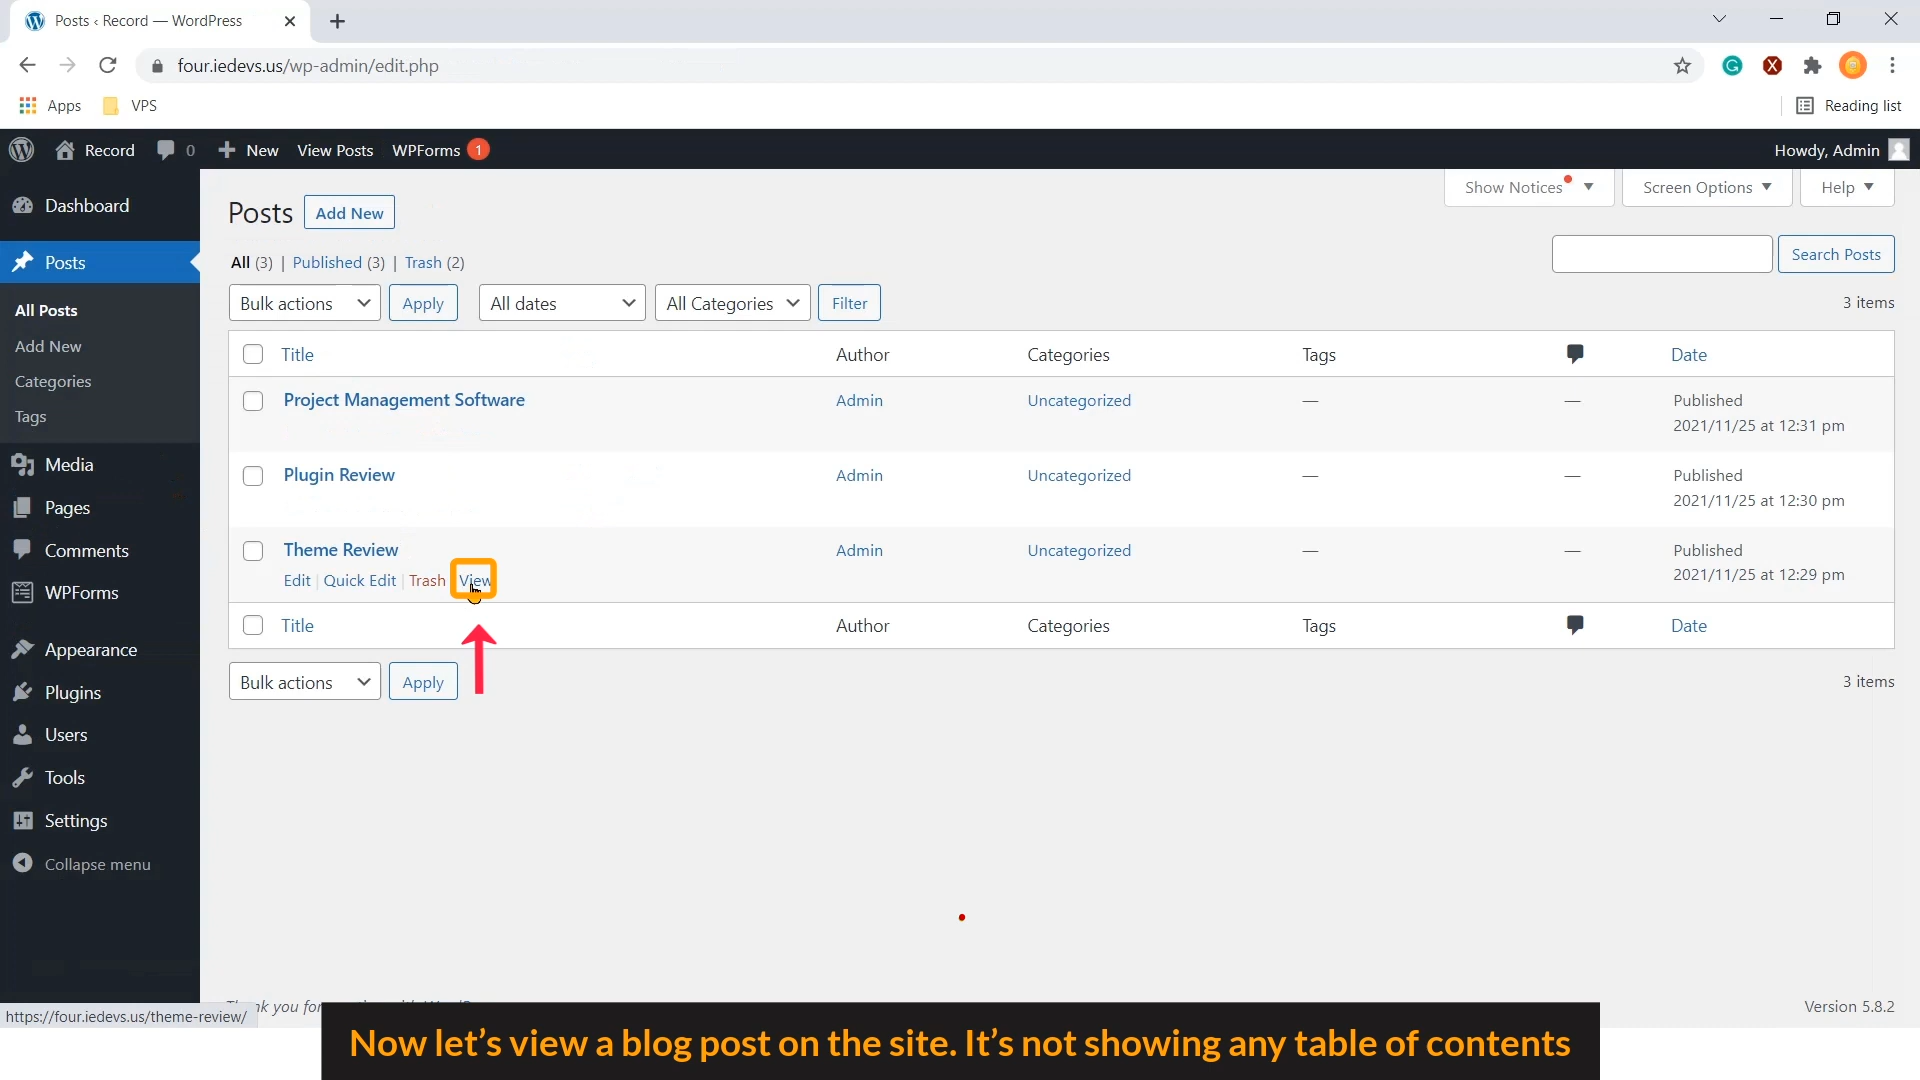 Posts ‹ Record — WordPress
four.iedevs.us/wp-admin/edit.php
Apps VPS Reading list
Record 0 New View Posts WPForms 1 Howdy, Admin
Dashboard
Posts
All Posts
Add New
Categories
Tags
Media
Pages
Comments
WPForms
Appearance
Plugins
Users
Tools
Settings
Collapse menu
Show Notices Screen Options Help
Posts Add New
All (3) | Published (3) | Trash (2)
Search Posts
Bulk actions Apply All dates All Categories Filter 3 items
Title Author Categories Tags Date
Project Management Software Admin Uncategorized — — Published
2021/11/25 at 12:31 pm
Plugin Review Admin Uncategorized — — Published
2021/11/25 at 12:30 pm
Theme Review Admin Uncategorized — — Published
2021/11/25 at 12:29 pm
Edit | Quick Edit | Trash View
Title Author Categories Tags Date
Bulk actions Apply 3 items
you Version 5.8.2
https://four.iedevs.us/theme-review/
Now let’s view a blog post on the site. It’s not showing any table of contents